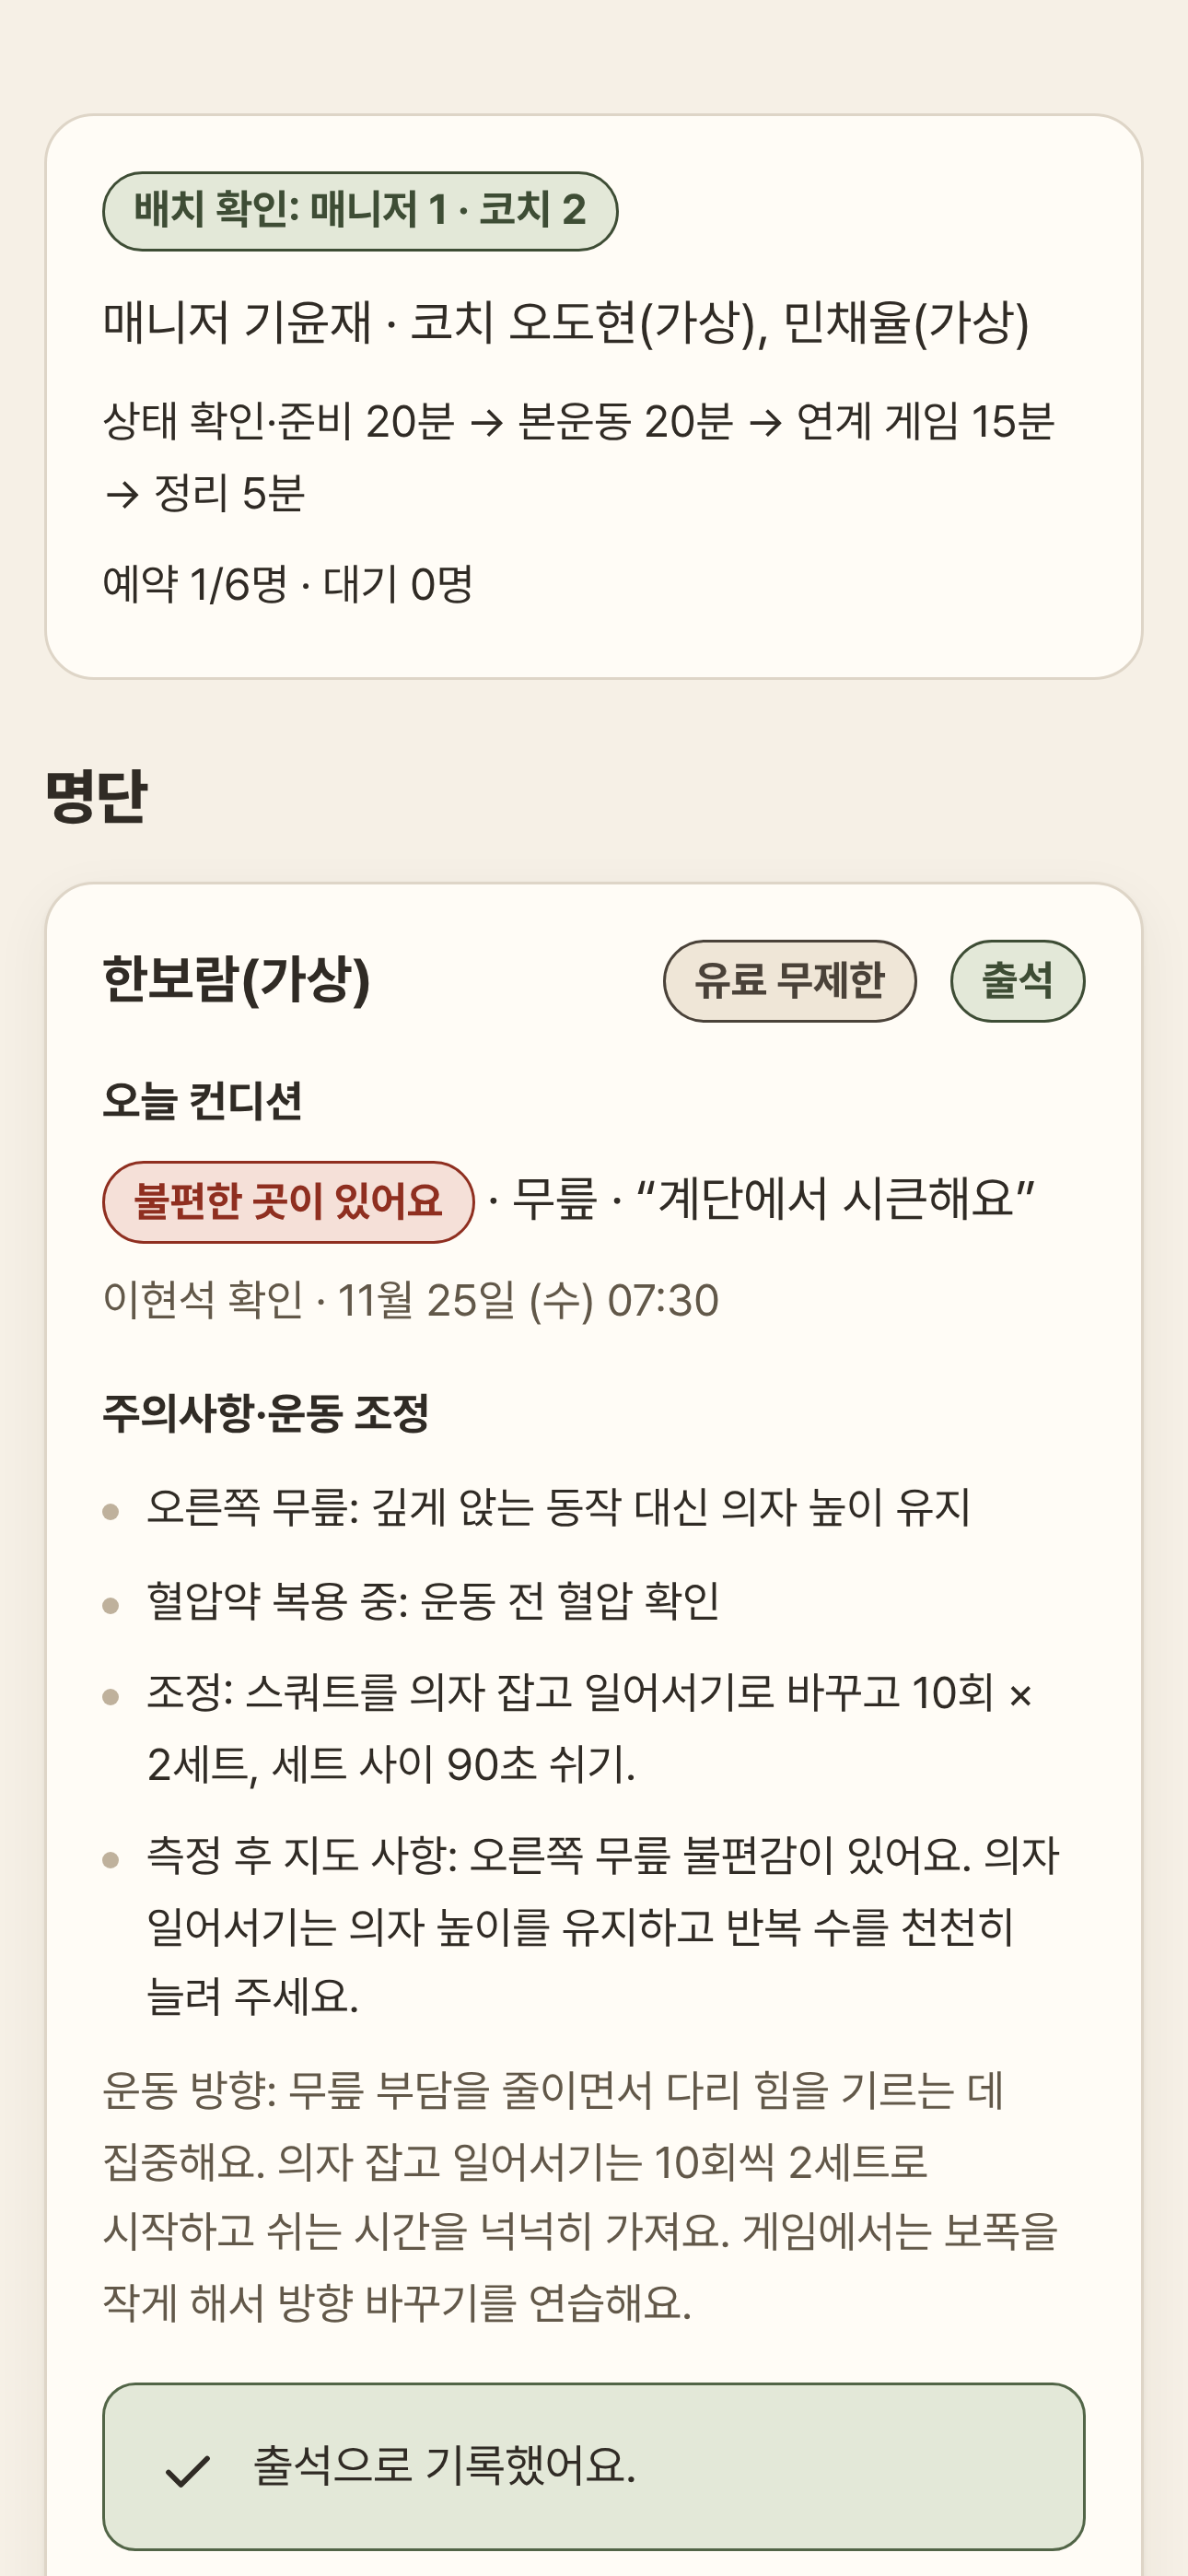 배치 확인: 매니저 1 · 코치 2
매니저 기윤재 · 코치 오도현(가상), 민채율(가상)
상태 확인·준비 20분 → 본운동 20분 → 연계 게임 15분
→ 정리 5분
예약 1/6명 · 대기 0명
명단
한보람(가상) 유료 무제한 출석
오늘 컨디션
불편한 곳이 있어요 · 무릎 · “계단에서 시큰해요”
이현석 확인 · 11월 25일 (수) 07:30
주의사항·운동 조정
오른쪽 무릎: 깊게 앉는 동작 대신 의자 높이 유지
혈압약 복용 중: 운동 전 혈압 확인
조정: 스쿼트를 의자 잡고 일어서기로 바꾸고 10회 ×
2세트, 세트 사이 90초 쉬기.
측정 후 지도 사항: 오른쪽 무릎 불편감이 있어요. 의자
일어서기는 의자 높이를 유지하고 반복 수를 천천히
늘려 주세요.
운동 방향: 무릎 부담을 줄이면서 다리 힘을 기르는 데
집중해요. 의자 잡고 일어서기는 10회씩 2세트로
시작하고 쉬는 시간을 넉넉히 가져요. 게임에서는 보폭을
작게 해서 방향 바꾸기를 연습해요.
출석으로 기록했어요.